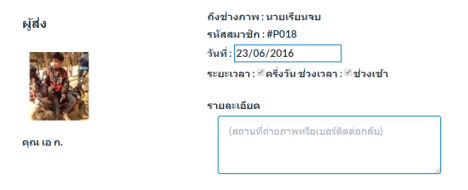 ผู้ส่ง
คุณ เอ ก.
ถึงช่างภาพ : นายเรียนจบ
รหัสสมาชิก : #P018
วันที่ : 23/06/2016
ระยะเวลา : ครึ่งวัน ช่วงเวลา : ช่วงเช้า
รายละเอียด
(สถานที่ถ่ายภาพหรือเบอร์ติดต่อกลับ)